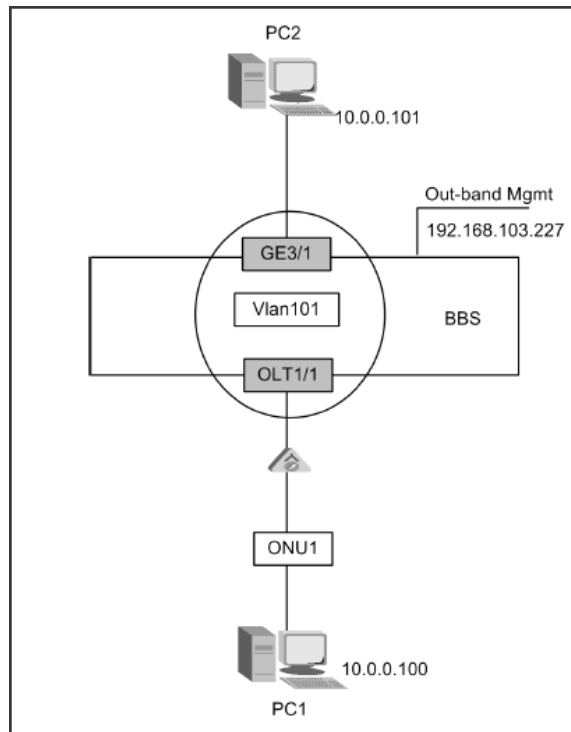 PC2
10.0.0.101
Out-band Mgmt
192.168.103.227
GE3/1
Vlan101
BBS
OLT1/1
ONU1
10.0.0.100
PC1